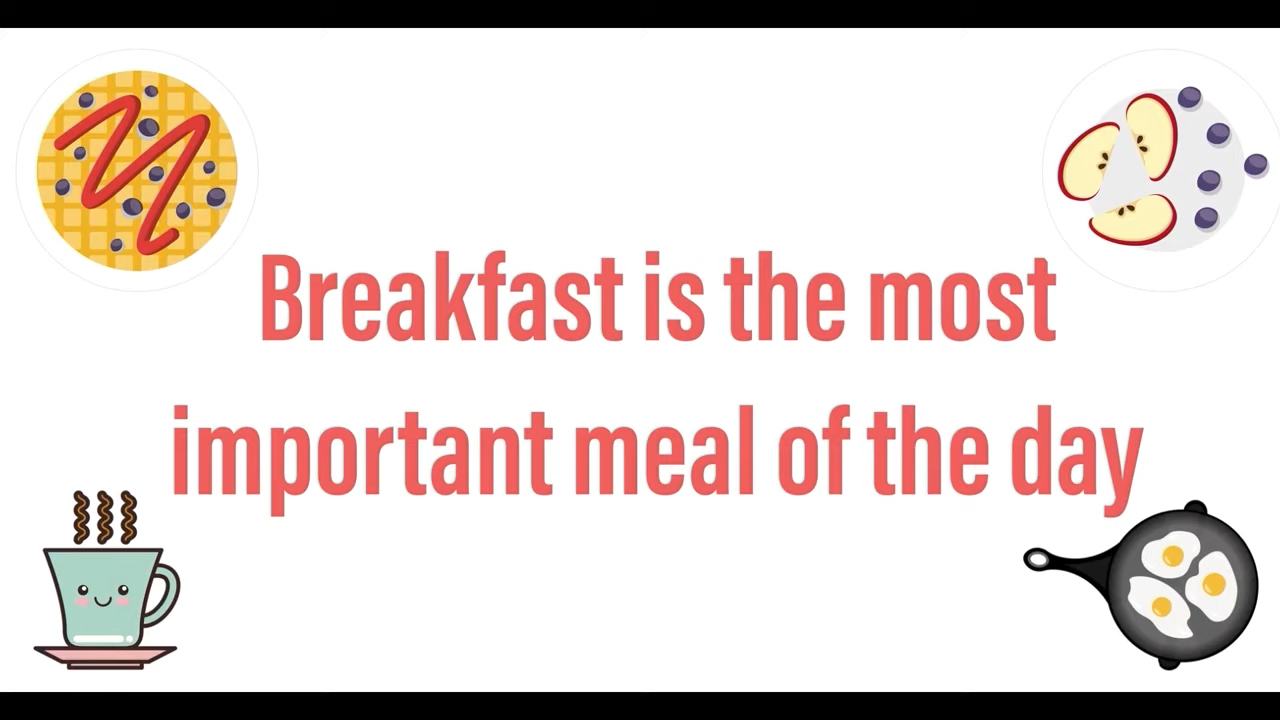 Breakfast is the most
important meal of the day